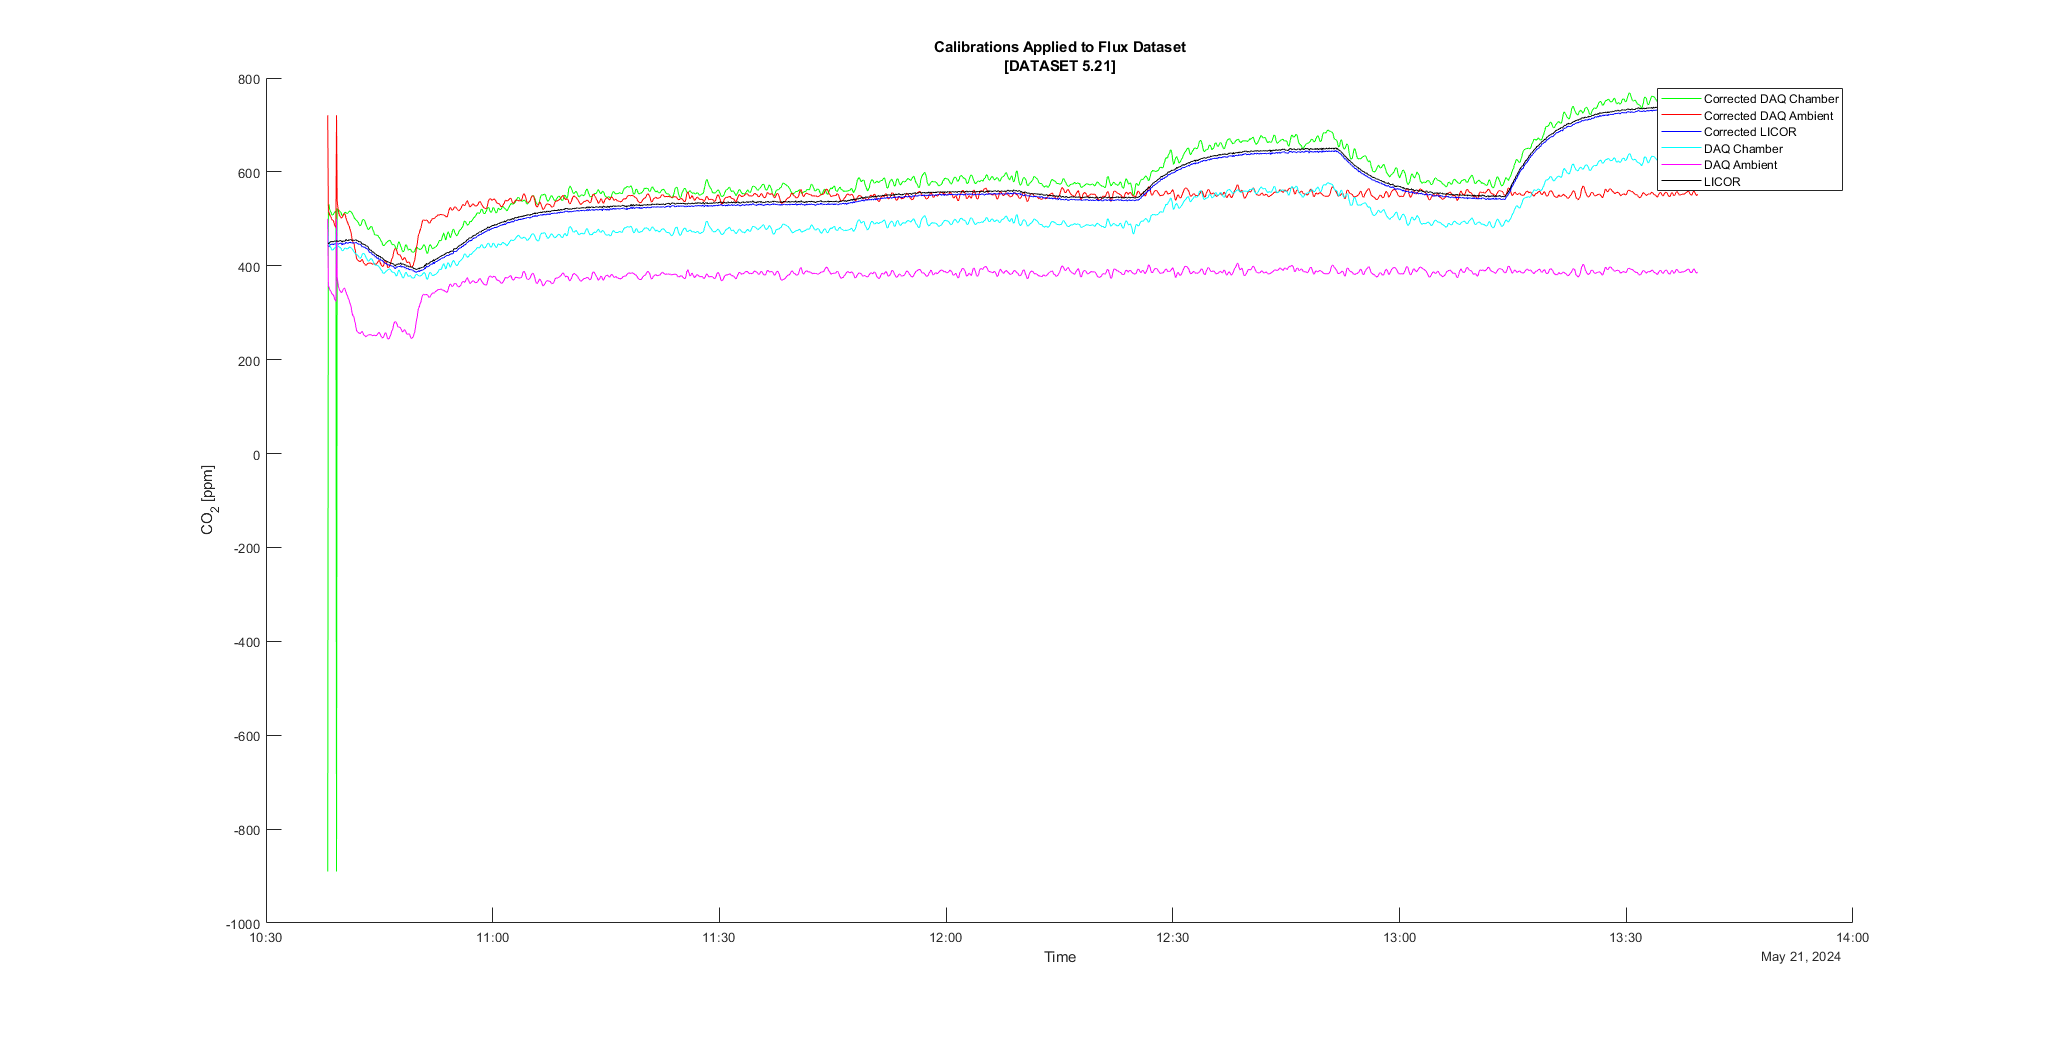 Calibrations Applied to Flux Dataset
[DATASET 5.21]
800
600
400
200
0
-200
-400
-600
-800
-1000
CO2 [ppm]
Corrected DAQ Chamber
Corrected DAQ Ambient
Corrected LICOR
DAQ Chamber
DAQ Ambient
LICOR
10:30 11:00 11:30 12:00 12:30 13:00 13:30 14:00
Time
May 21, 2024